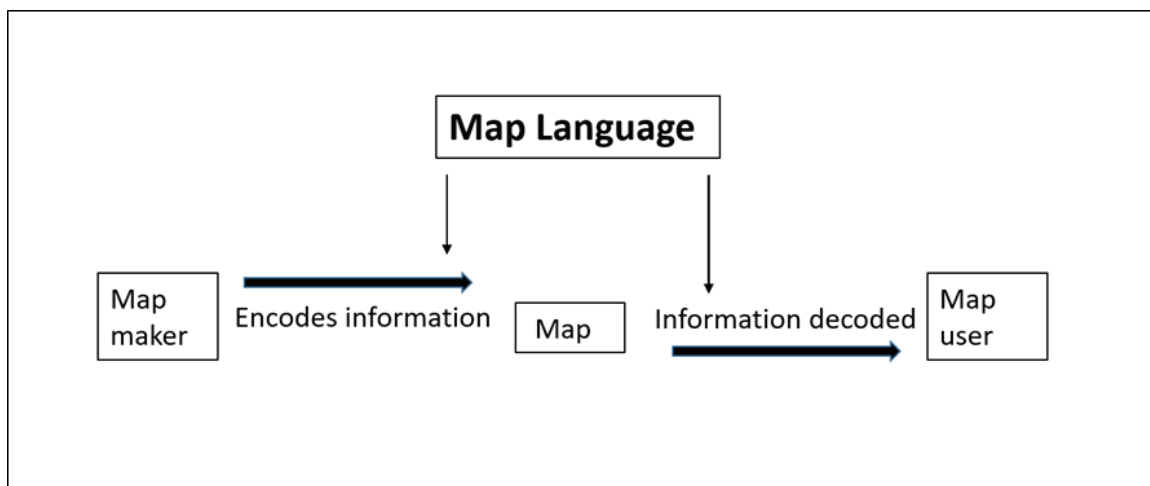 Map Language
Map
maker
Encodes information
Map
Information decoded
Map
user